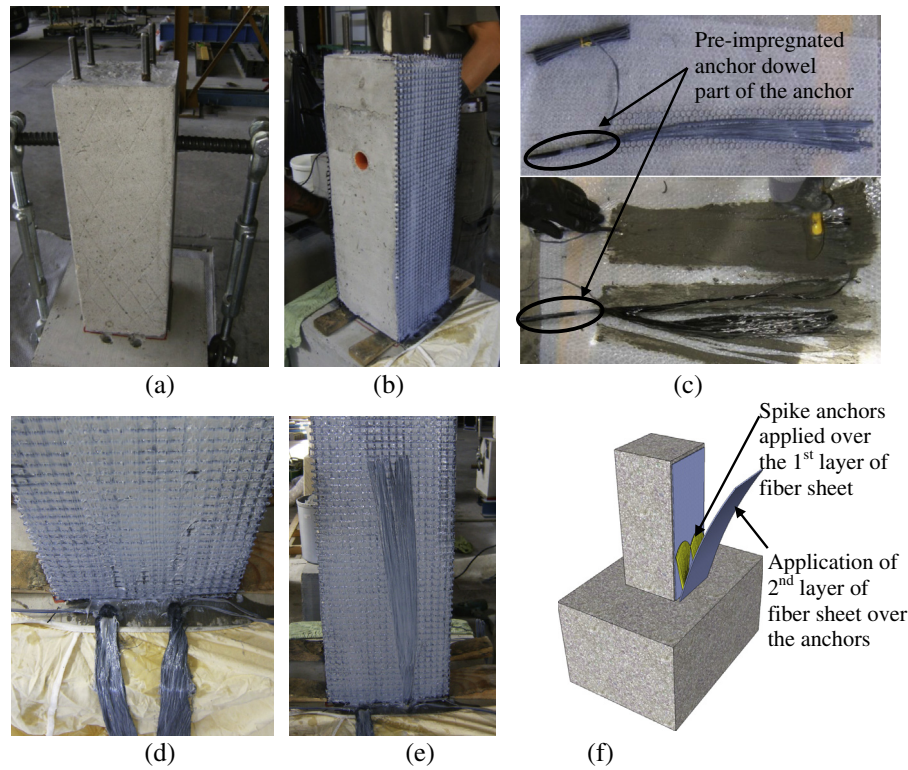 Pre-impregnated
anchor dowel
part of the anchor
(a)
(b)
(c)
Spike anchors
applied over
the 1st layer of
fiber sheet
Application of
2nd layer of
fiber sheet over
the anchors
(d)
(e)
(f)